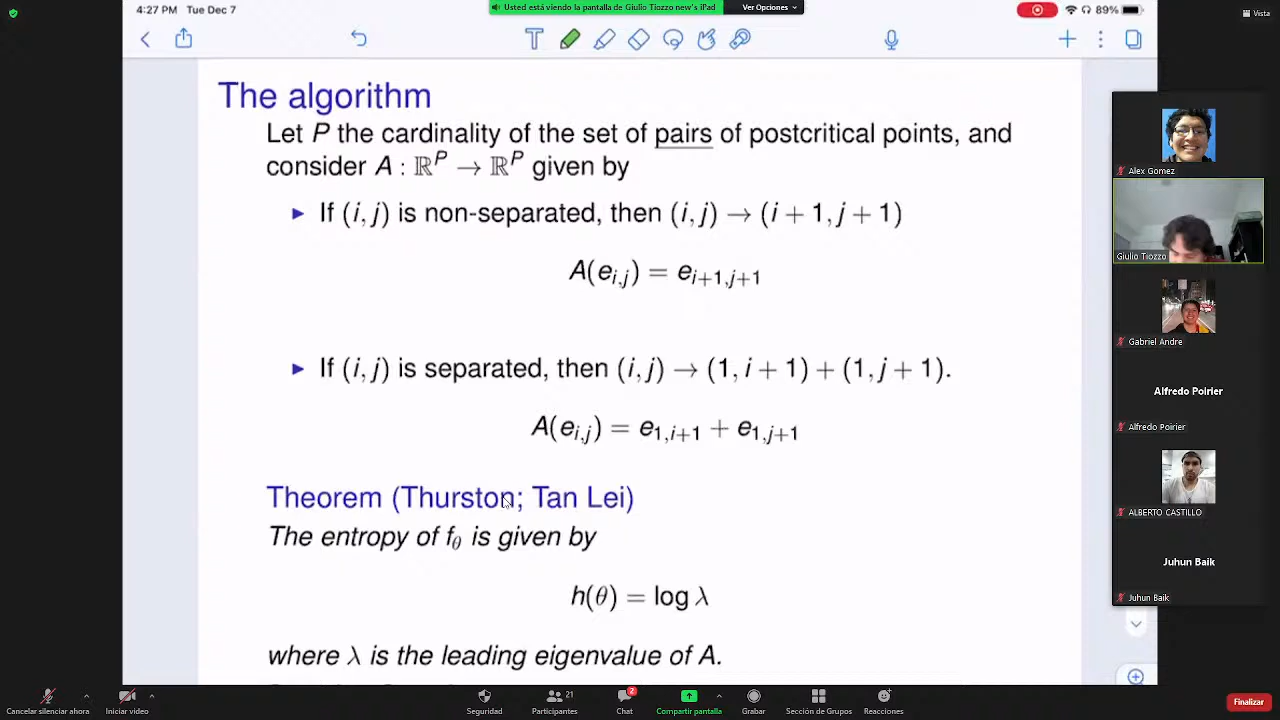 4:27 PM Tue Dec 7
Usted está viendo la pantalla de Giulio Tiozzo new's iPad
Ver Opciones
89%
Vista
The algorithm
Let P the cardinality of the set of pairs of postcritical points, and
consider A : ℝ^P → ℝ^P given by
► If (i, j) is non-separated, then (i, j) → (i + 1, j + 1)
A(e_{i,j}) = e_{i+1,j+1}
► If (i, j) is separated, then (i, j) → (1, i + 1) + (1, j + 1).
A(e_{i,j}) = e_{1,i+1} + e_{1,j+1}
Theorem (Thurston; Tan Lei)
The entropy of f_θ is given by
h(θ) = log λ
where λ is the leading eigenvalue of A.
Alex Gomez
Giulio Tiozzo
Gabriel Andre
Alfredo Poirier
Alfredo Poirier
ALBERTO CASTILLO
Juhun Baik
Juhun Baik
Cancelar silenciar ahora
Iniciar video
Seguridad
21
Participantes
2
Chat
Compartir pantalla
Grabar
Sección de Grupos
Reacciones
Finalizar